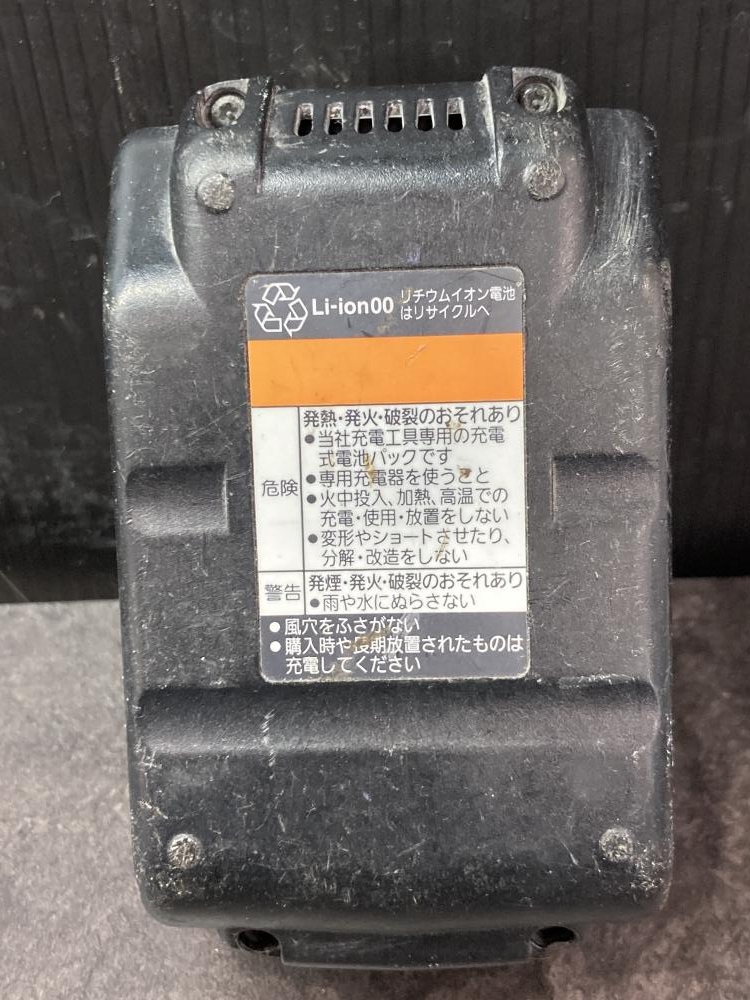 Li-ion00 リチウムイオン電池
はリサイクルへ
危険
発熱・発火・破裂のおそれあり
●当社充電工具専用の充電
式電池パックです
●専用充電器を使うこと
●火中投入、加熱、高温での
充電・使用・放置をしない
●変形やショートさせたり、
分解・改造をしない
警告
発煙・発火・破裂のおそれあり
●雨や水にぬらさない
●風穴をふさがない
●購入時や長期放置されたものは
充電してください